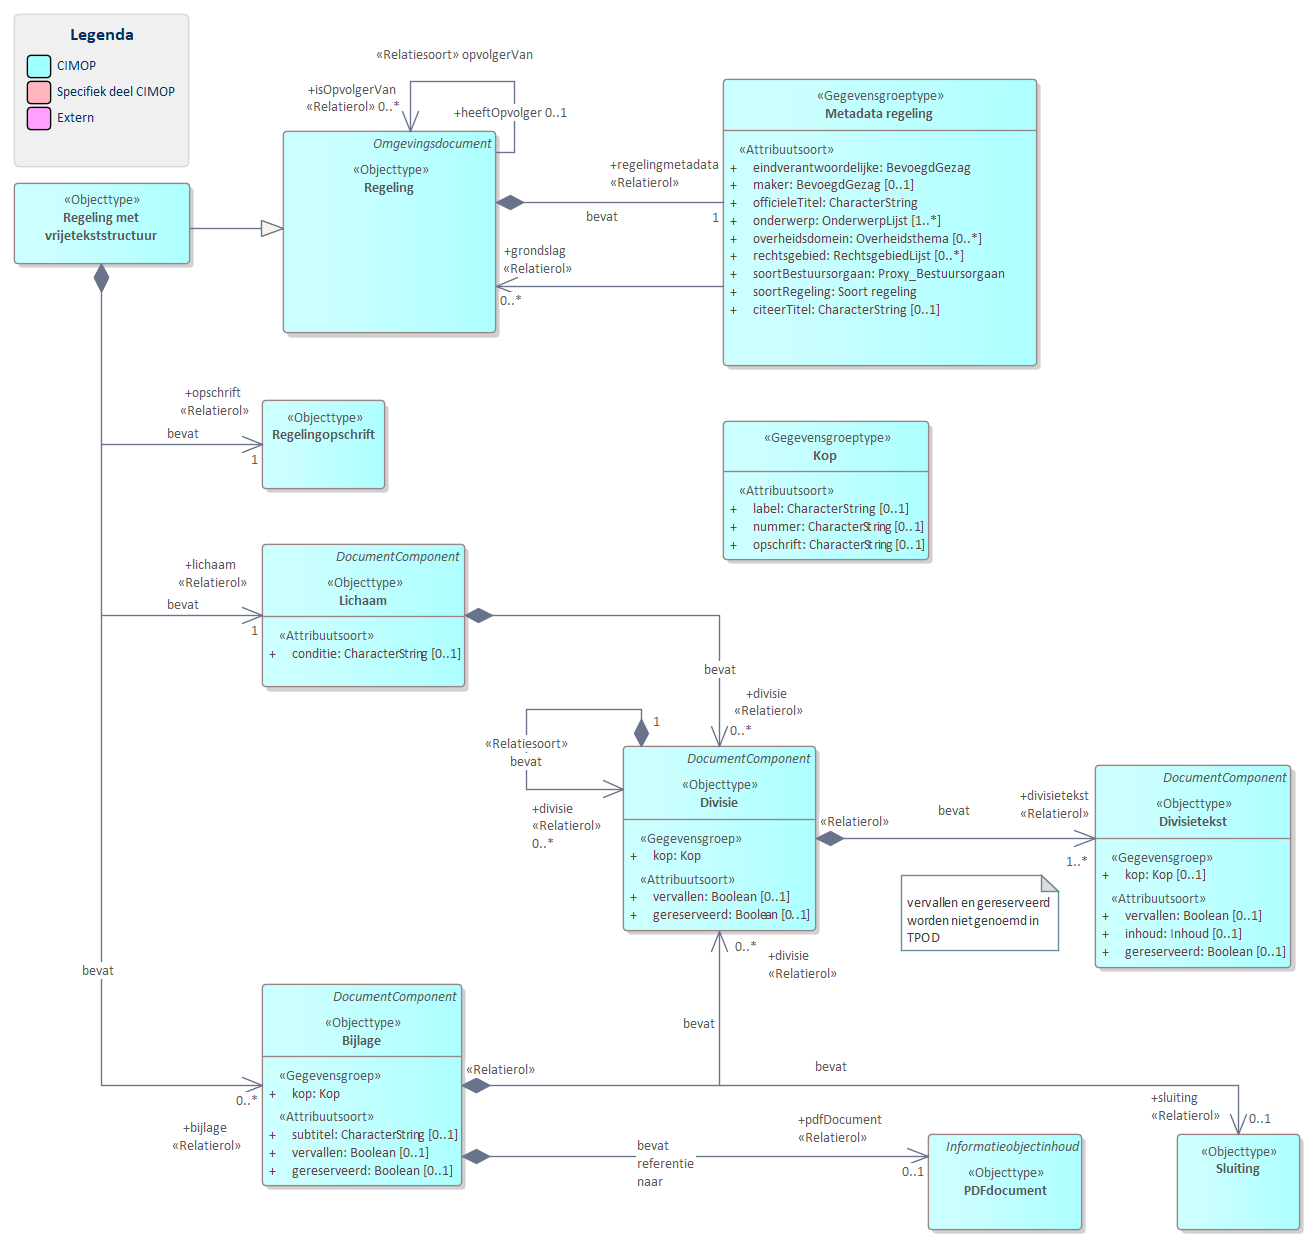 Legenda
CIMOP
Specifiek deel CIMOP
Extern
«Relatiesoort» opvolgerVan
+isOpvolgerVan
«Relatierol» 0..*
+heeftOpvolger 0..1
Omgevingsdocument
«Objecttype»
Regeling
«Objecttype»
Regeling met
vrijetekststructuur
+regelingmetadata
«Relatierol»
bevat
1
+grondslag
«Relatierol»
0..*
«Gegevensgroeptype»
Metadata regeling
«Attribuutsoort»
+ eindverantwoordelijke: BevoegdGezag
+ maker: BevoegdGezag [0..1]
+ officieleTitel: CharacterString
+ onderwerp: OnderwerpLijst [1..*]
+ overheidsdomein: Overheidsthema [0..*]
+ rechtsgebied: RechtsgebiedLijst [0..*]
+ soortBestuursorgaan: Proxy_Bestuursorgaan
+ soortRegeling: Soort regeling
+ citeerTitel: CharacterString [0..1]
+opschrift
«Relatierol»
bevat
1
«Objecttype»
Regelingopschrift
«Gegevensgroeptype»
Kop
«Attribuutsoort»
+ label: CharacterString [0..1]
+ nummer: CharacterString [0..1]
+ opschrift: CharacterString [0..1]
+lichaam
«Relatierol»
bevat
1
DocumentComponent
«Objecttype»
Lichaam
«Attribuutsoort»
+ conditie: CharacterString [0..1]
bevat
+divisie
«Relatierol»
0..*
1
«Relatiesoort»
bevat
+divisie
«Relatierol»
0..*
DocumentComponent
«Objecttype»
Divisie
«Gegevensgroep»
+ kop: Kop
«Attribuutsoort»
+ vervallen: Boolean [0..1]
+ gereserveerd: Boolean [0..1]
«Relatierol»
bevat
+divisietekst
«Relatierol»
1..*
DocumentComponent
«Objecttype»
Divisietekst
«Gegevensgroep»
+ kop: Kop [0..1]
«Attribuutsoort»
+ vervallen: Boolean [0..1]
+ inhoud: Inhoud [0..1]
+ gereserveerd: Boolean [0..1]
vervallen en gereserveerd
worden niet genoemd in
TPOD
0..*
+divisie
«Relatierol»
bevat
bevat
0..*
+bijlage
«Relatierol»
DocumentComponent
«Objecttype»
Bijlage
«Gegevensgroep»
+ kop: Kop
«Attribuutsoort»
+ subtitel: CharacterString [0..1]
+ vervallen: Boolean [0..1]
+ gereserveerd: Boolean [0..1]
«Relatierol»
bevat
+sluiting
«Relatierol»
0..1
«Objecttype»
Sluiting
bevat
referentie
naar
+pdfDocument
«Relatierol»
0..1
Informatieobjectinhoud
«Objecttype»
PDFdocument